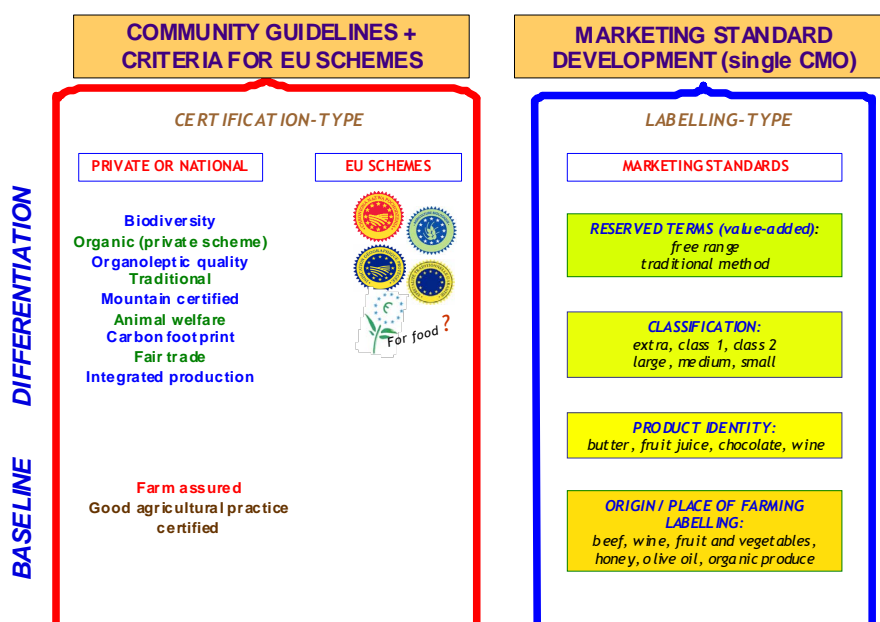 COMMUNITY GUIDELINES +
CRITERIA FOR EU SCHEMES
MARKETING STANDARD
DEVELOPMENT (single CMO)
CERTIFICATION-TYPE
LABELLING-TYPE
PRIVATE OR NATIONAL
EU SCHEMES
MARKETING STANDARDS
DIFFERENTIATION
BASELINE
Biodiversity
Organic (private scheme)
Organoleptic quality
Traditional
Mountain certified
Animal welfare
Carbon footprint
Fair trade
Integrated production
For food ?
Farm assured
Good agricultural practice
certified
RESERVED TERMS (value-added):
free range
traditional method
CLASSIFICATION:
extra, class 1, class 2
large, medium, small
PRODUCT IDENTITY:
butter, fruit juice, chocolate, wine
ORIGIN / PLACE OF FARMING
LABELLING:
beef, wine, fruit and vegetables,
honey, olive oil, organic produce